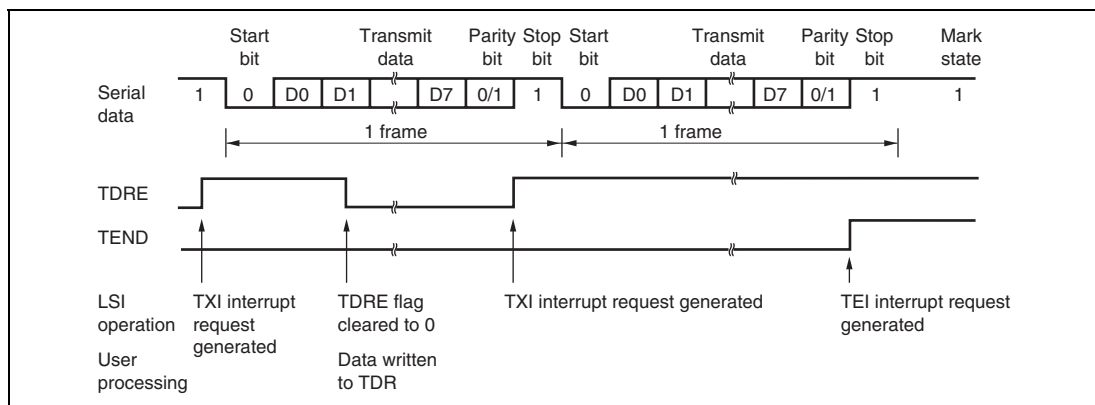 Start bit Transmit data Parity bit Stop bit Start bit Transmit data Parity bit Stop bit Mark state
Serial data 1 0 D0 D1 D7 0/1 1 0 D0 D1 D7 0/1 1 1
1 frame 1 frame
TDRE
TEND
LSI operation TXI interrupt request generated TDRE flag cleared to 0 TXI interrupt request generated TEI interrupt request generated
User processing Data written to TDR